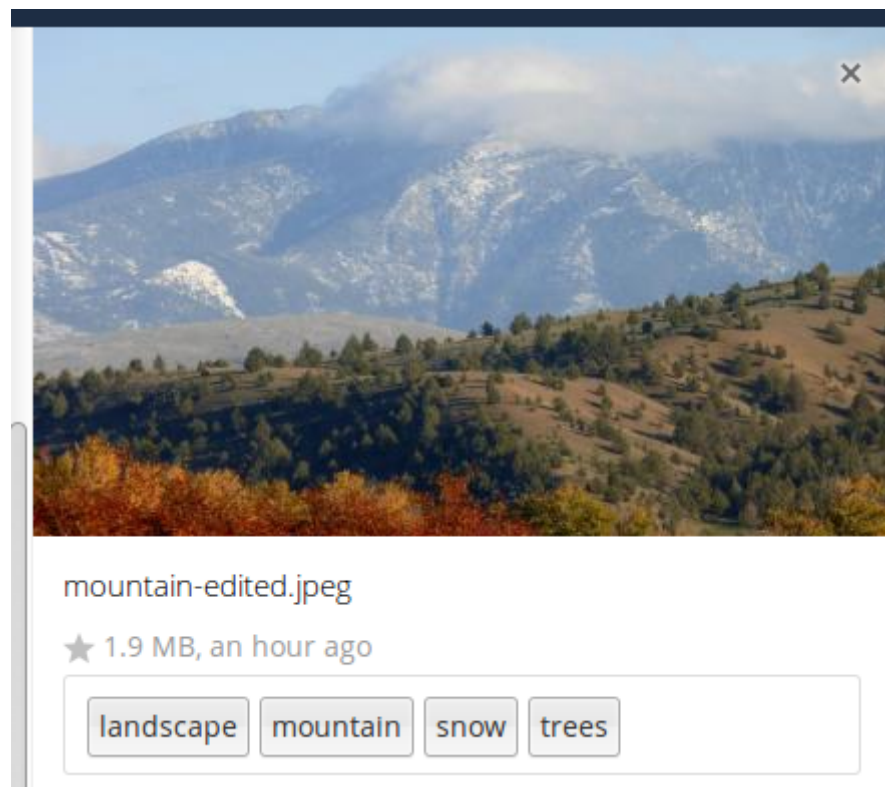 mountain-edited.jpeg
1.9 MB, an hour ago
landscape mountain snow trees